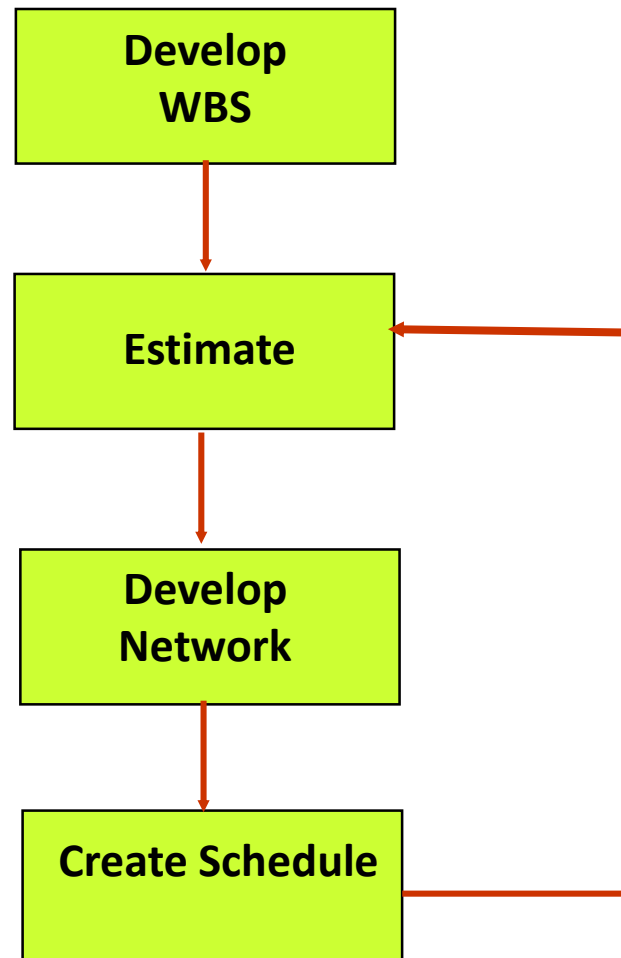 Develop
WBS
Estimate
Develop
Network
Create Schedule